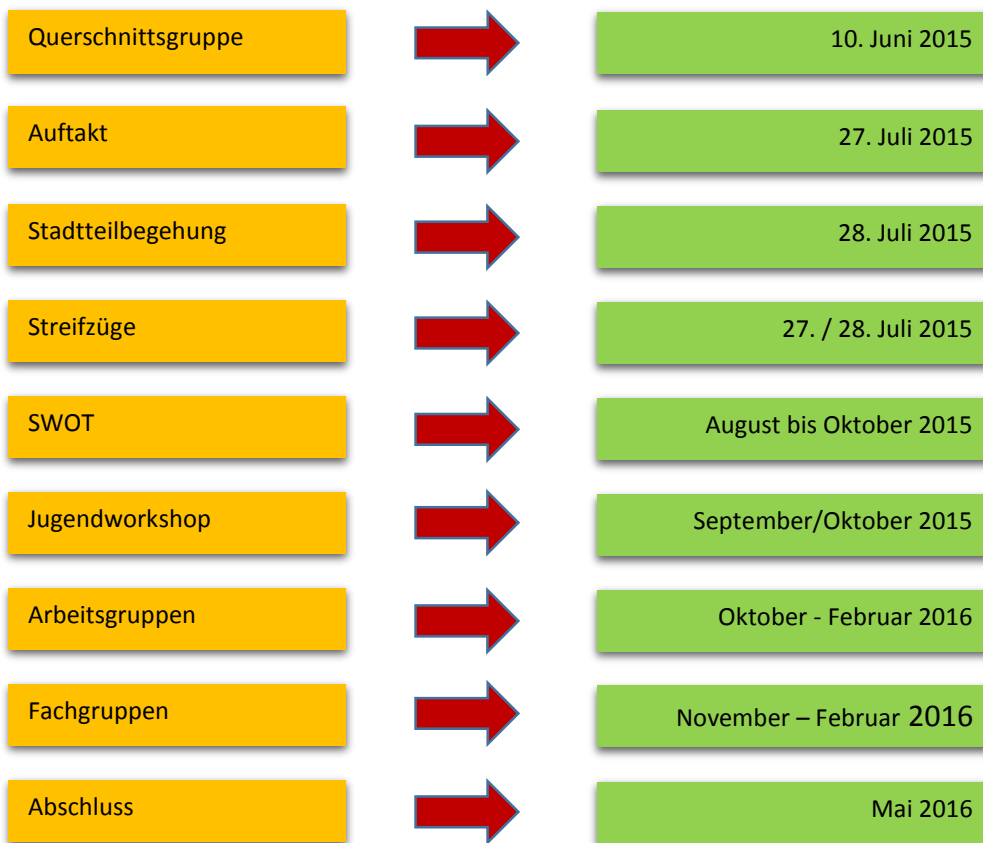 Querschnittsgruppe
10. Juni 2015
Auftakt
27. Juli 2015
Stadtteilbegehung
28. Juli 2015
Streifzüge
27. / 28. Juli 2015
SWOT
August bis Oktober 2015
Jugendworkshop
September/Oktober 2015
Arbeitsgruppen
Oktober - Februar 2016
Fachgruppen
November – Februar 2016
Abschluss
Mai 2016